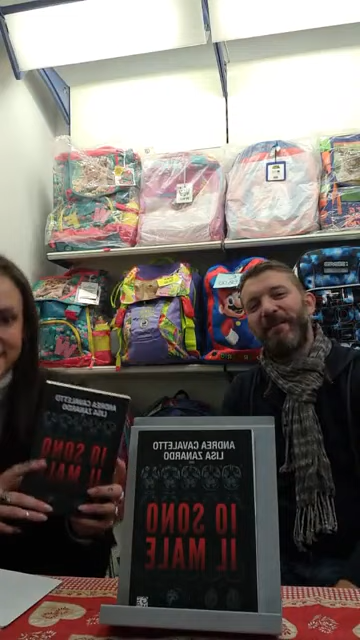 ANDREA CAVALETTO
LISA ZANARDO
IO SONO
IL MALE
ANDREA CAVALETTO
LISA ZANARDO
IO SONO
IL MALE